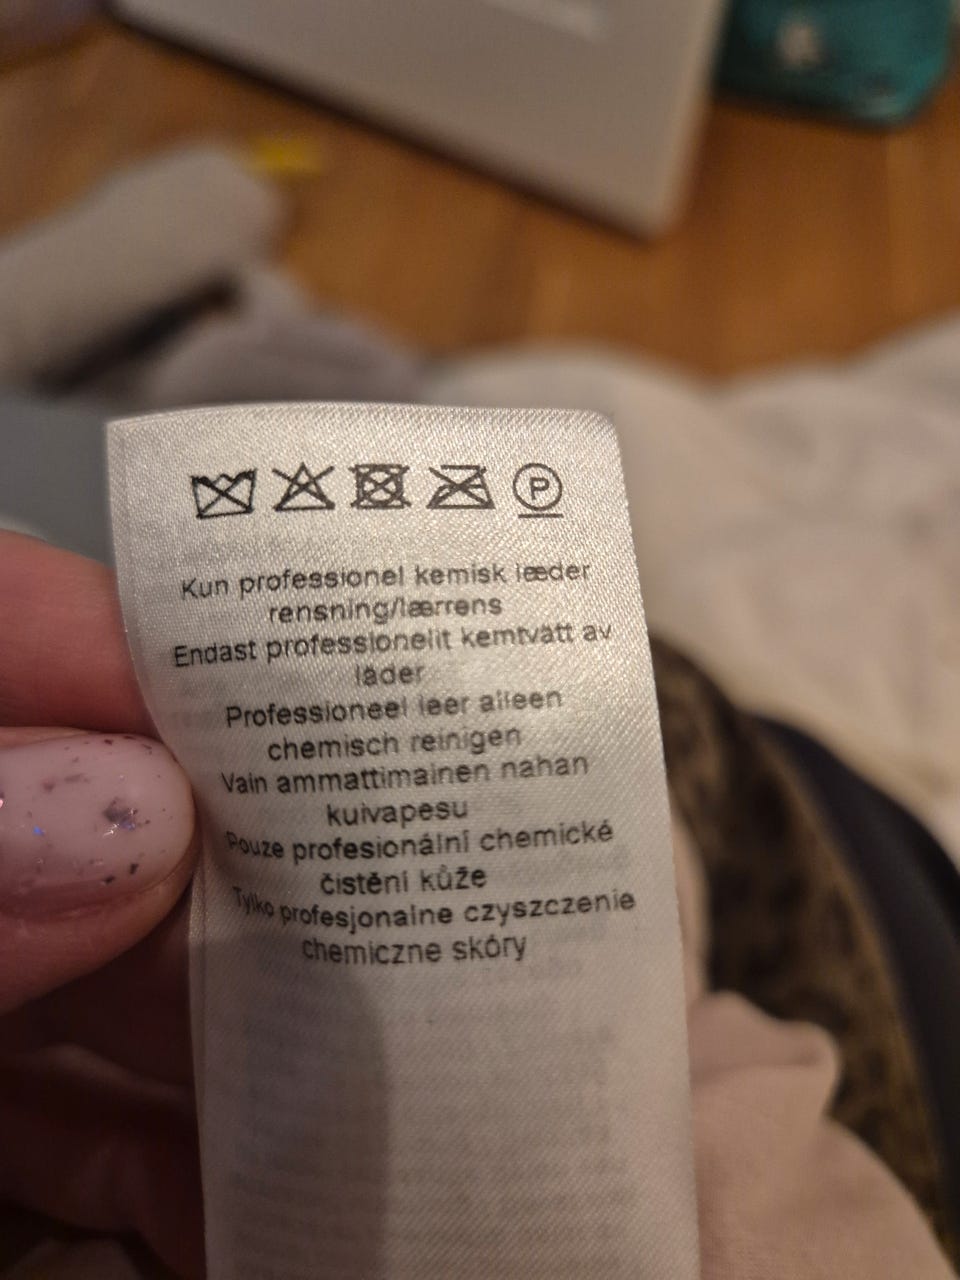 P
Kun professionel kemisk læder
rensning/lærrens
Endast professionellt kemtvätt av
läder
Professioneel leer alleen
chemisch reinigen
Vain ammattimainen nahan
kuivapesu
Pouze profesionální chemické
čistění kůže
Tylko profesjonalne czyszczenie
chemiczne skóry